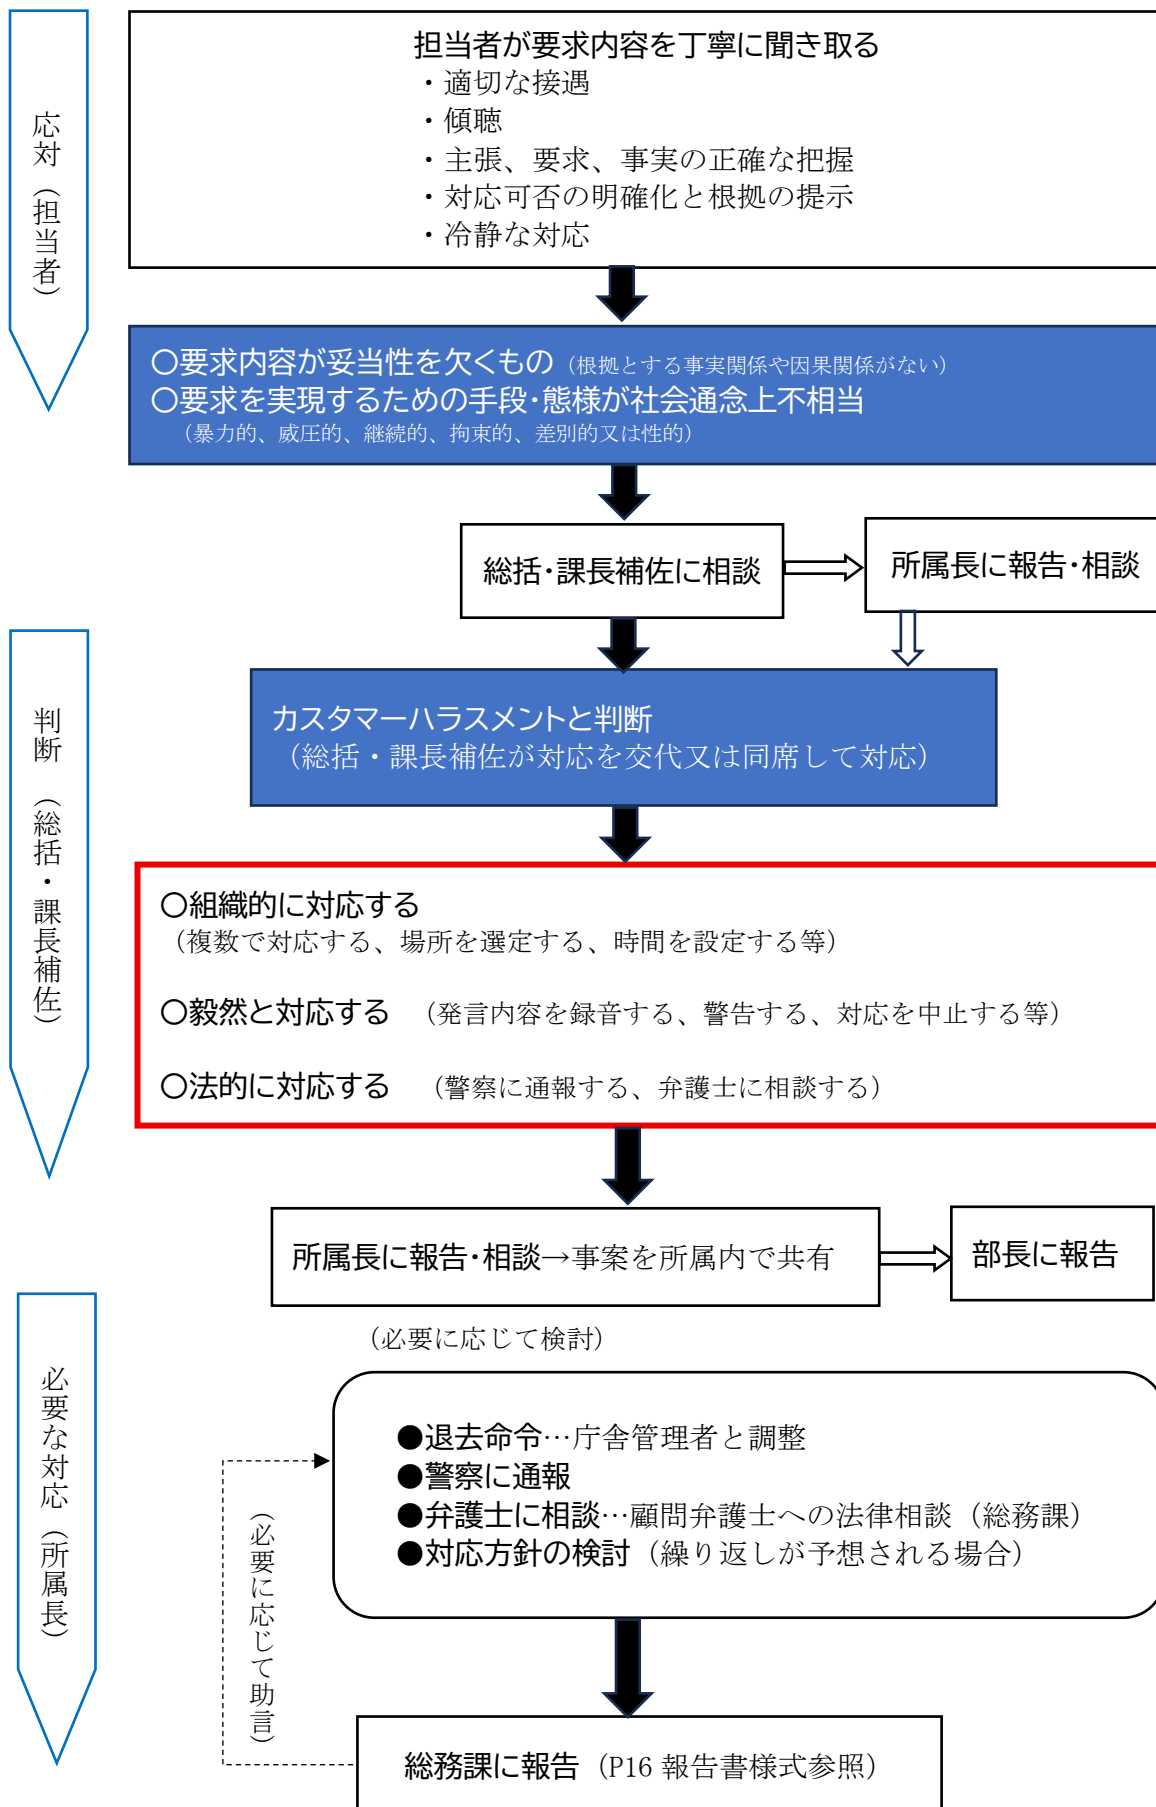 応対（担当者）
担当者が要求内容を丁寧に聞き取る
・適切な接遇
・傾聴
・主張、要求、事実の正確な把握
・対応可否の明確化と根拠の提示
・冷静な対応
○要求内容が妥当性を欠くもの（根拠とする事実関係や因果関係がない）
○要求を実現するための手段・態様が社会通念上不相当
（暴力的、威圧的、継続的、拘束的、差別的又は性的）
総括・課長補佐に相談
所属長に報告・相談
判断　（総括・課長補佐）
カスタマーハラスメントと判断
（総括・課長補佐が対応を交代又は同席して対応）
○組織的に対応する
（複数で対応する、場所を選定する、時間を設定する等）
○毅然と対応する　（発言内容を録音する、警告する、対応を中止する等）
○法的に対応する　（警察に通報する、弁護士に相談する）
所属長に報告・相談→事案を所属内で共有
部長に報告
必要な対応（所属長）
（必要に応じて検討）
●退去命令…庁舎管理者と調整
●警察に通報
●弁護士に相談…顧問弁護士への法律相談（総務課）
●対応方針の検討（繰り返しが予想される場合）
（必要に応じて助言）
総務課に報告（P16 報告書様式参照）